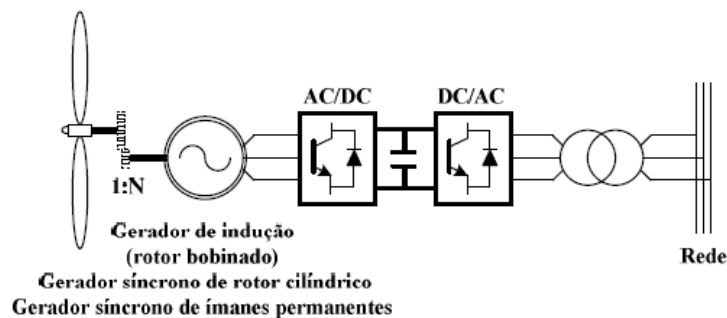 AC/DC
DC/AC
1:N
Gerador de indução
(rotor bobinado)
Gerador síncrono de rotor cilíndrico
Gerador síncrono de ímanes permanentes
Rede